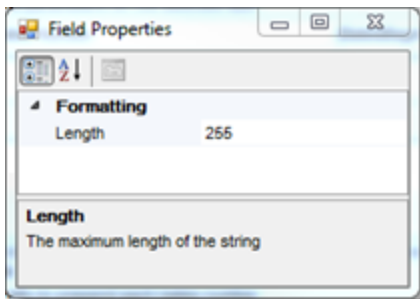 Field Properties
Formatting
Length 255
Length
The maximum length of the string